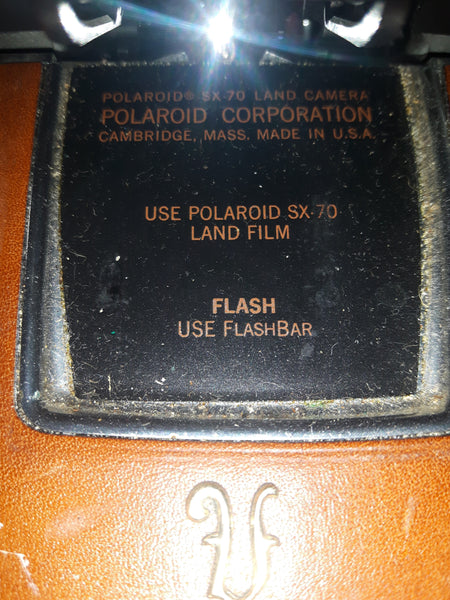 POLAROID® SX-70 LAND CAMERA
POLAROID CORPORATION
CAMBRIDGE, MASS. MADE IN U.S.A.
USE POLAROID SX-70
LAND FILM
FLASH
USE FLASHBAR